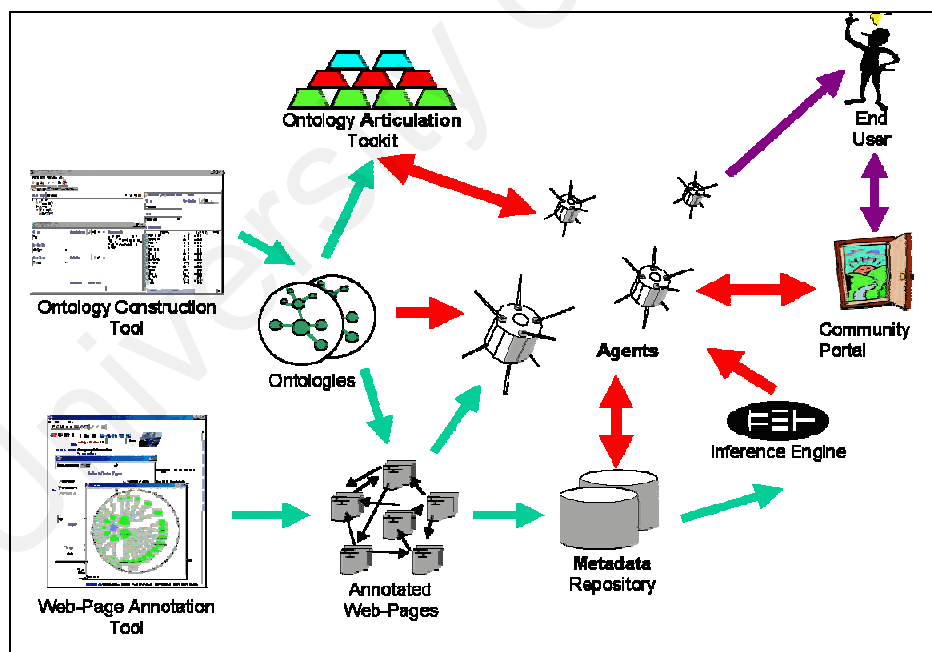 University
Ontology Articulation
Toolkit
End
User
Ontology Construction
Tool
Ontologies
Agents
Community
Portal
Inference Engine
Metadata
Repository
Annotated
Web-Pages
Web-Page Annotation
Tool